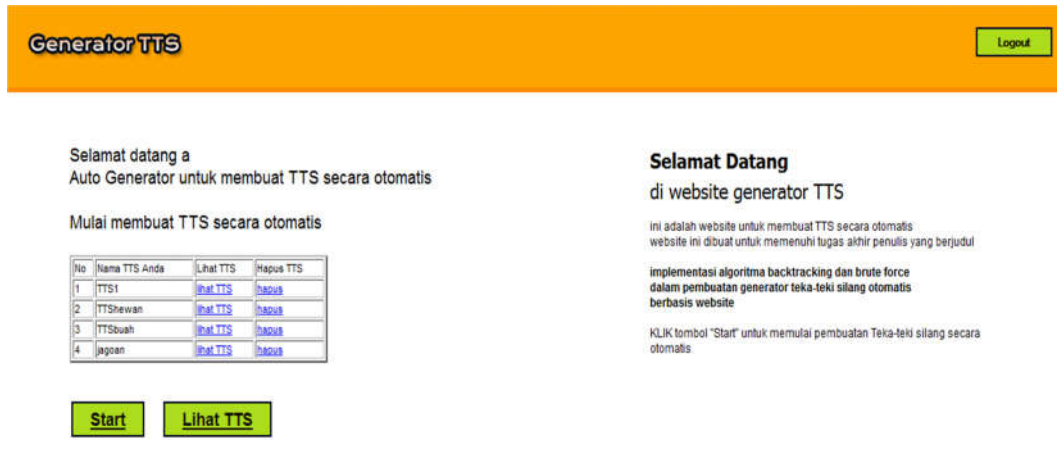 Generator TTS
Logout
Selamat datang a
Auto Generator untuk membuat TTS secara otomatis
Mulai membuat TTS secara otomatis
No Nama TTS Anda Lihat TTS Hapus TTS
1 TTS1 lihat TTS hapus
2 TTShewan lihat TTS hapus
3 TTSbuah lihat TTS hapus
4 jagoan lihat TTS hapus
Start Lihat TTS
Selamat Datang
di website generator TTS
ini adalah website untuk membuat TTS secara otomatis
website ini dibuat untuk memenuhi tugas akhir penulis yang berjudul
implementasi algoritma backtracking dan brute force
dalam pembuatan generator teka-teki silang otomatis
berbasis website
KLIK tombol "Start" untuk memulai pembuatan Teka-teki silang secara
otomatis